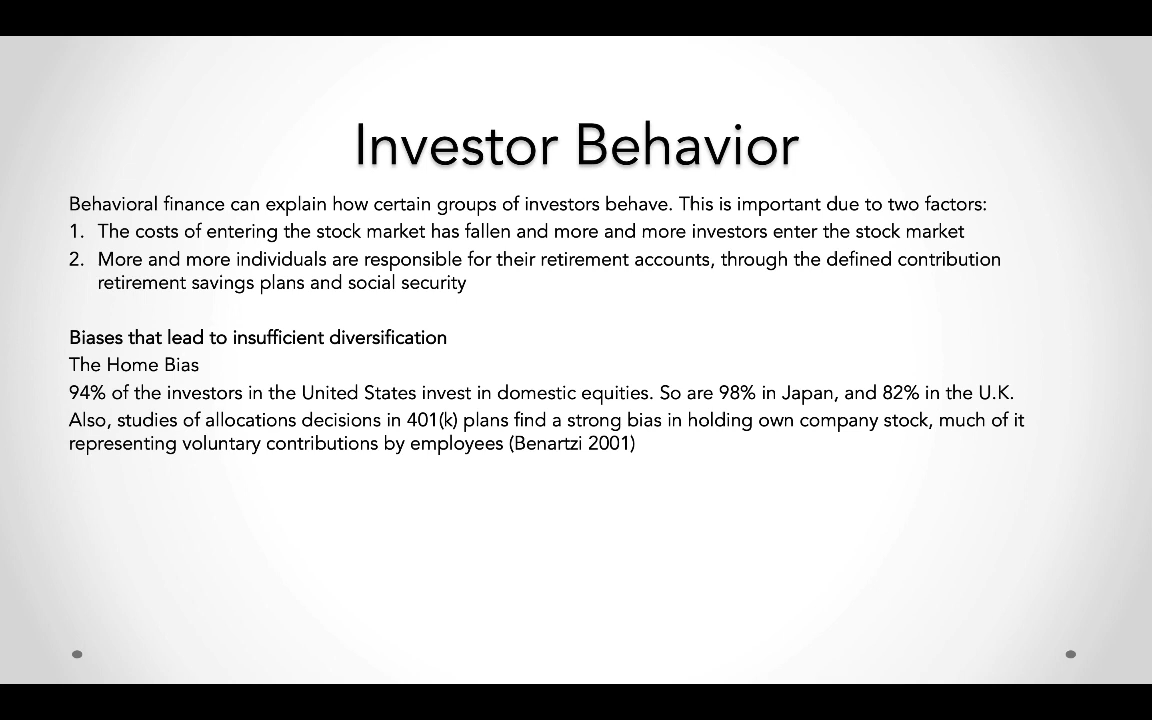 Investor Behavior
Behavioral finance can explain how certain groups of investors behave. This is important due to two factors:
1. The costs of entering the stock market has fallen and more and more investors enter the stock market
2. More and more individuals are responsible for their retirement accounts, through the defined contribution
retirement savings plans and social security
Biases that lead to insufficient diversification
The Home Bias
94% of the investors in the United States invest in domestic equities. So are 98% in Japan, and 82% in the U.K.
Also, studies of allocations decisions in 401(k) plans find a strong bias in holding own company stock, much of it
representing voluntary contributions by employees (Benartzi 2001)